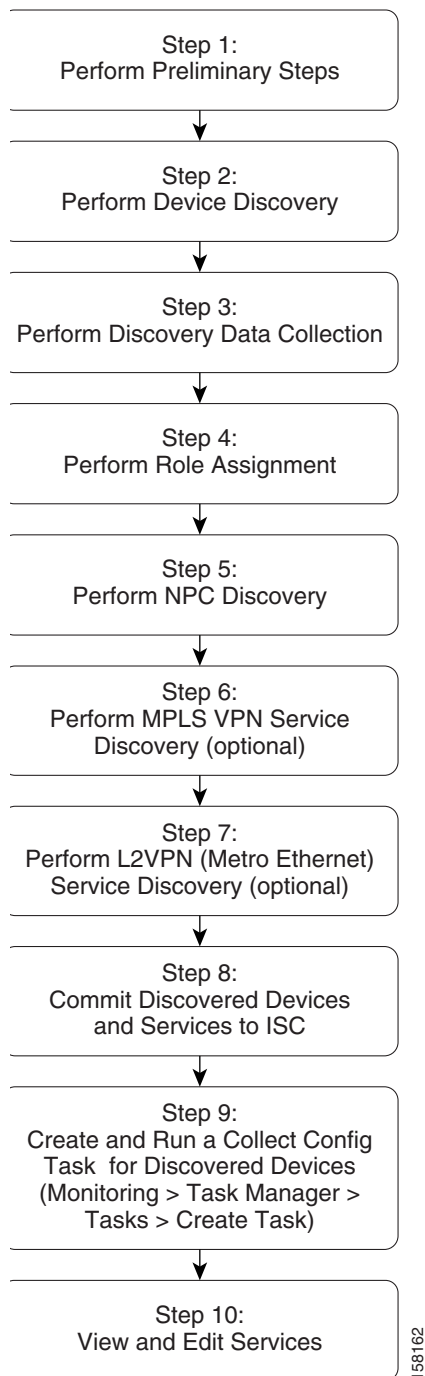 Step 1:
Perform Preliminary Steps
Step 2:
Perform Device Discovery
Step 3:
Perform Discovery Data Collection
Step 4:
Perform Role Assignment
Step 5:
Perform NPC Discovery
Step 6:
Perform MPLS VPN Service
Discovery (optional)
Step 7:
Perform L2VPN (Metro Ethernet)
Service Discovery (optional)
Step 8:
Commit Discovered Devices
and Services to ISC
Step 9:
Create and Run a Collect Config
Task for Discovered Devices
(Monitoring > Task Manager >
Tasks > Create Task)
Step 10:
View and Edit Services
158162